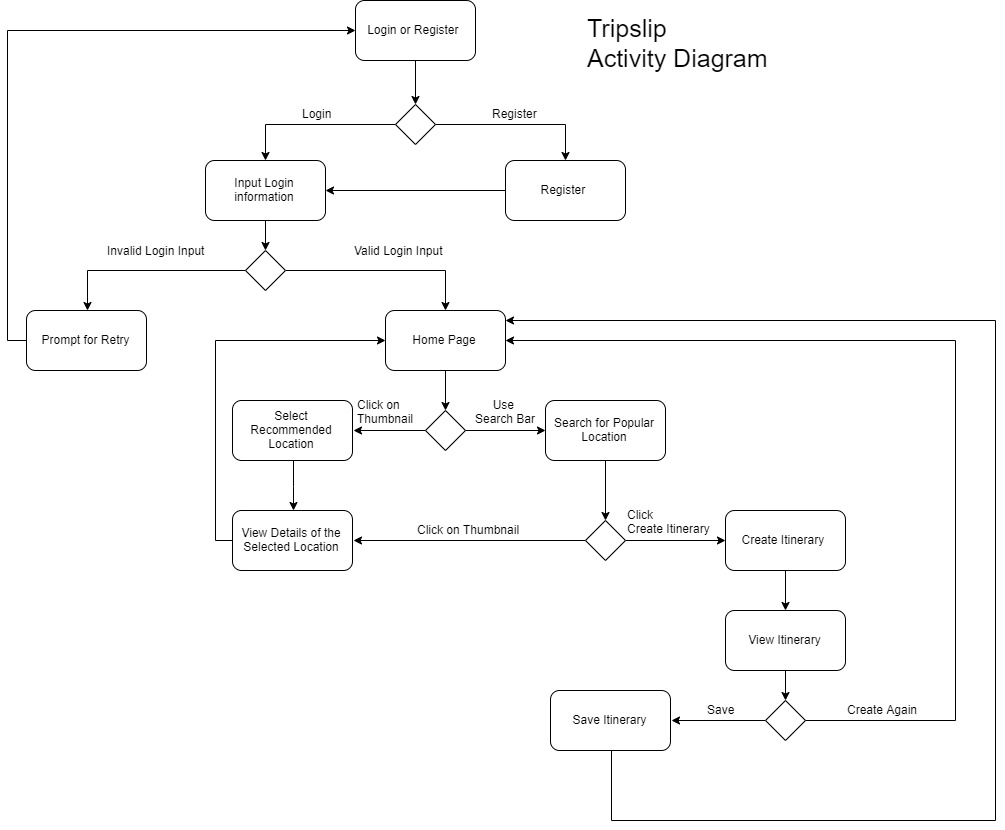 Tripslip
Activity Diagram
Login or Register
Login
Register
Input Login
information
Register
Invalid Login Input
Valid Login Input
Prompt for Retry
Home Page
Click on
Thumbnail
Use
Search Bar
Select
Recommended
Location
Search for Popular
Location
View Details of the
Selected Location
Click on Thumbnail
Click
Create Itinerary
Create Itinerary
View Itinerary
Save Itinerary
Save
Create Again